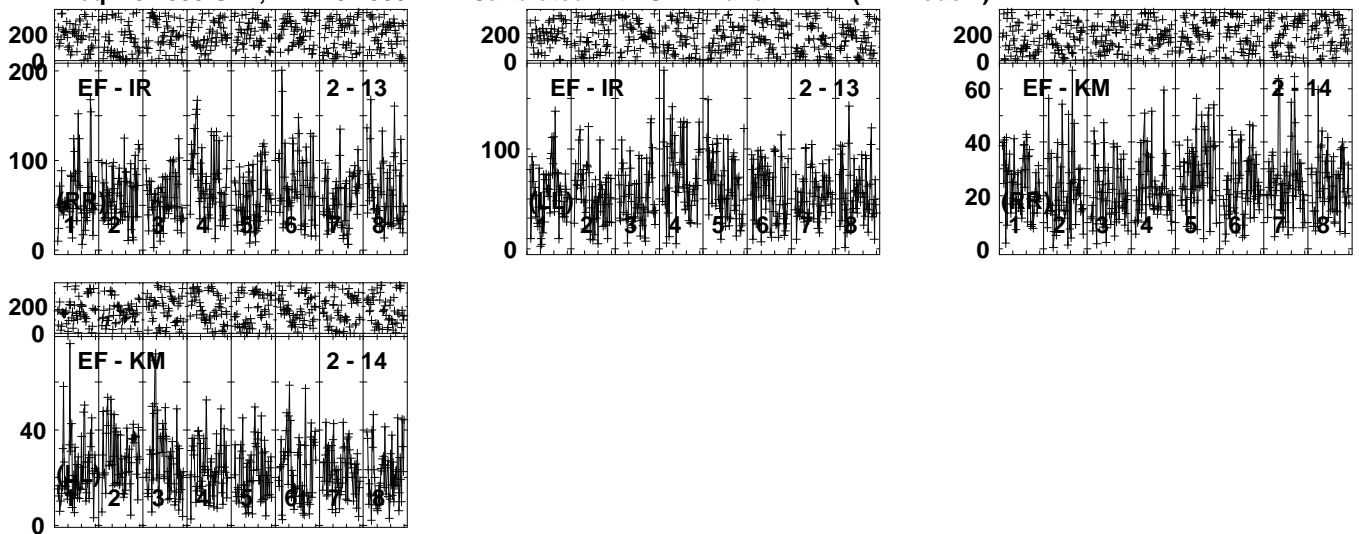 200 200 200
0 0 0
200 EF - IR 2 - 13 EF - IR 2 - 13 60 EF - KM 2 - 14
100 100 40
20
(RR) (LL) (RR)
1 2 3 4 5 6 7 8 1 2 3 4 5 6 7 8 1 2 3 4 5 6 7 8
0 0 0
200
0
EF - KM 2 - 14
40
(LL)
1 2 3 4 5 6 7 8
0